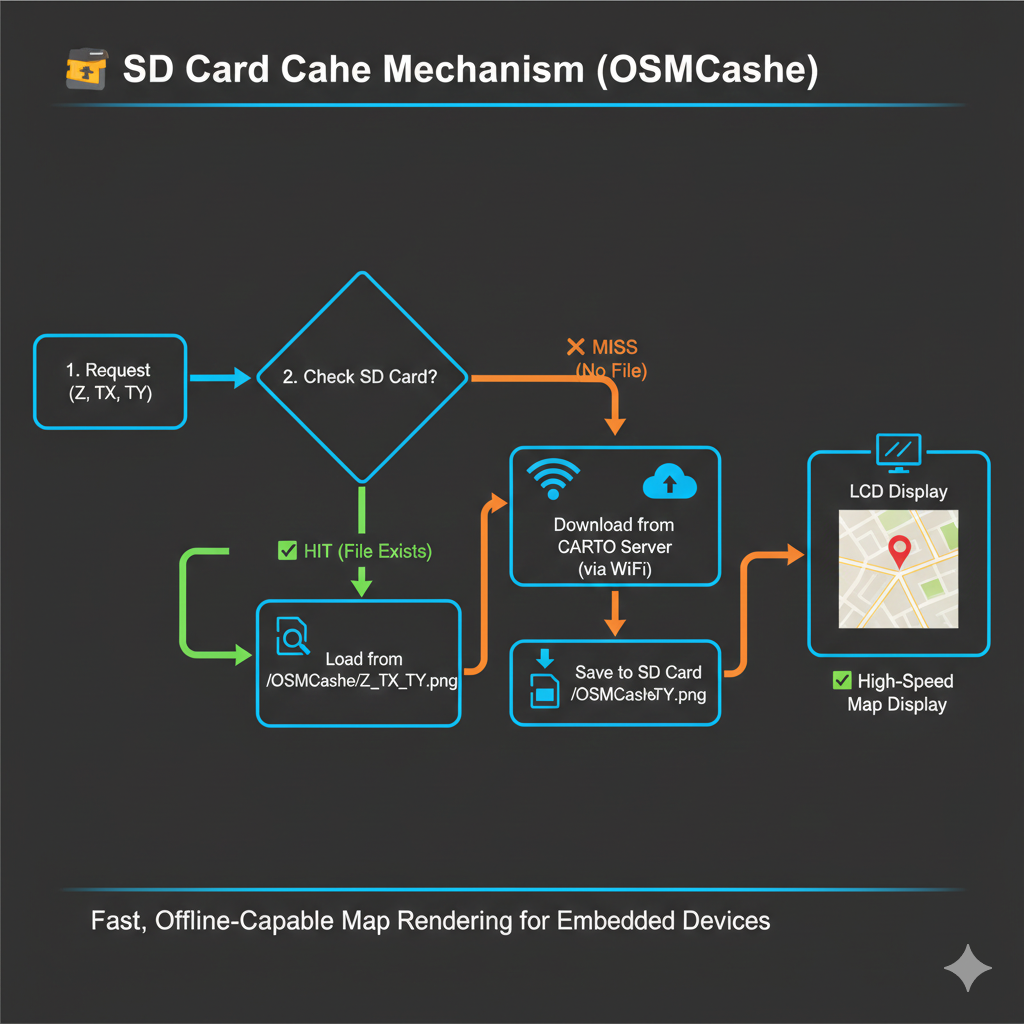 SD Card Cahe Mechanism (OSMCashe)
1. Request
(Z, TX, TY)
2. Check SD Card?
MISS
(No File)
HIT (File Exists)
Load from
/OSMCashe/Z_TX_TY.png
Download from
CARTO Server
(via WiFi)
Save to SD Card
LCD Display
High-Speed
Map Display
Fast, Offline-Capable Map Rendering for Embedded Devices